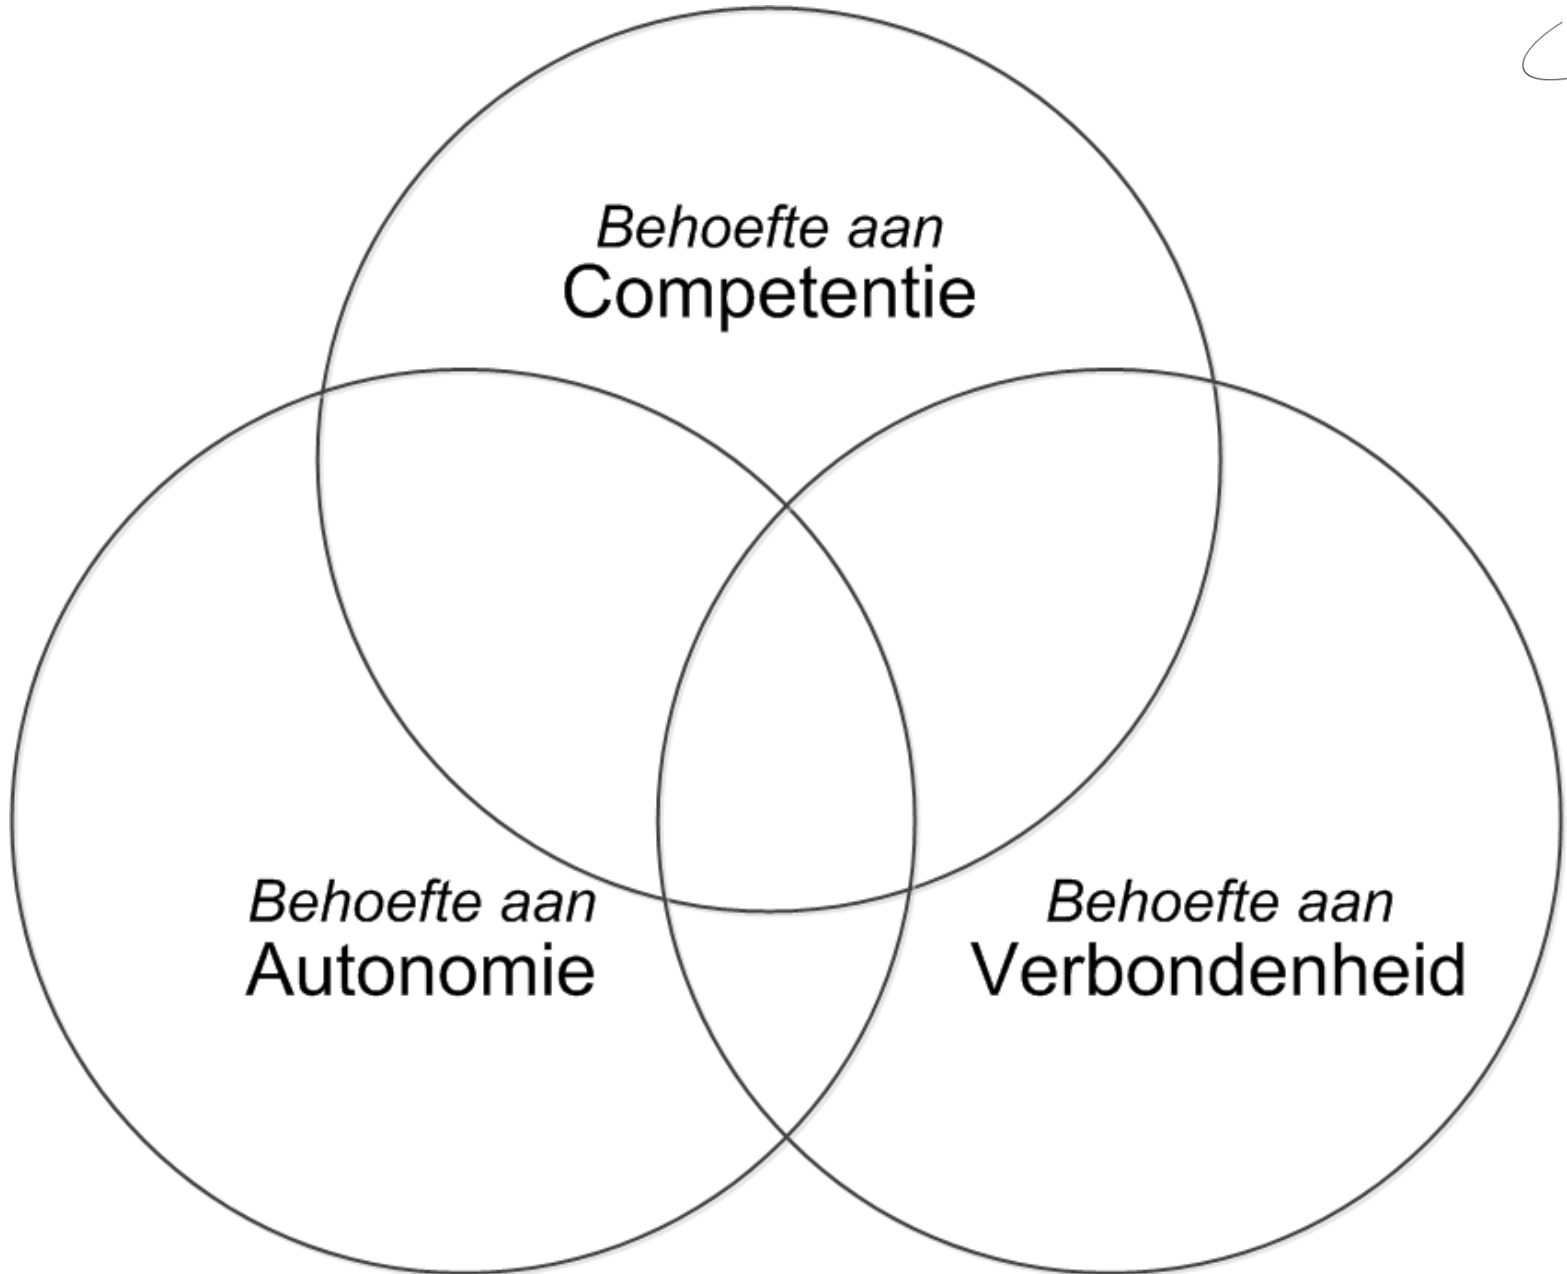 Behoefte aan
Competentie
Behoefte aan
Autonomie
Behoefte aan
Verbondenheid